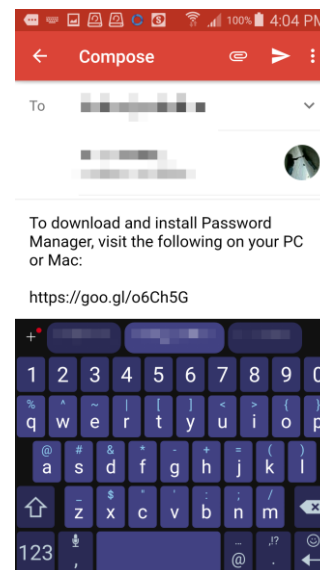 100% 4:04 PM
Compose
To
To download and install Password
Manager, visit the following on your PC
or Mac:
https://goo.gl/o6Ch5G
+
1 2 3 4 5 6 7 8 9 0
% ^ ~ | [ ] < > { }
q w e r t y u i o p
@ # & * - + = ( )
a s d f g h j k l
_ $ " ' : ; /
z x c v b n m
123 , @ . ,!?